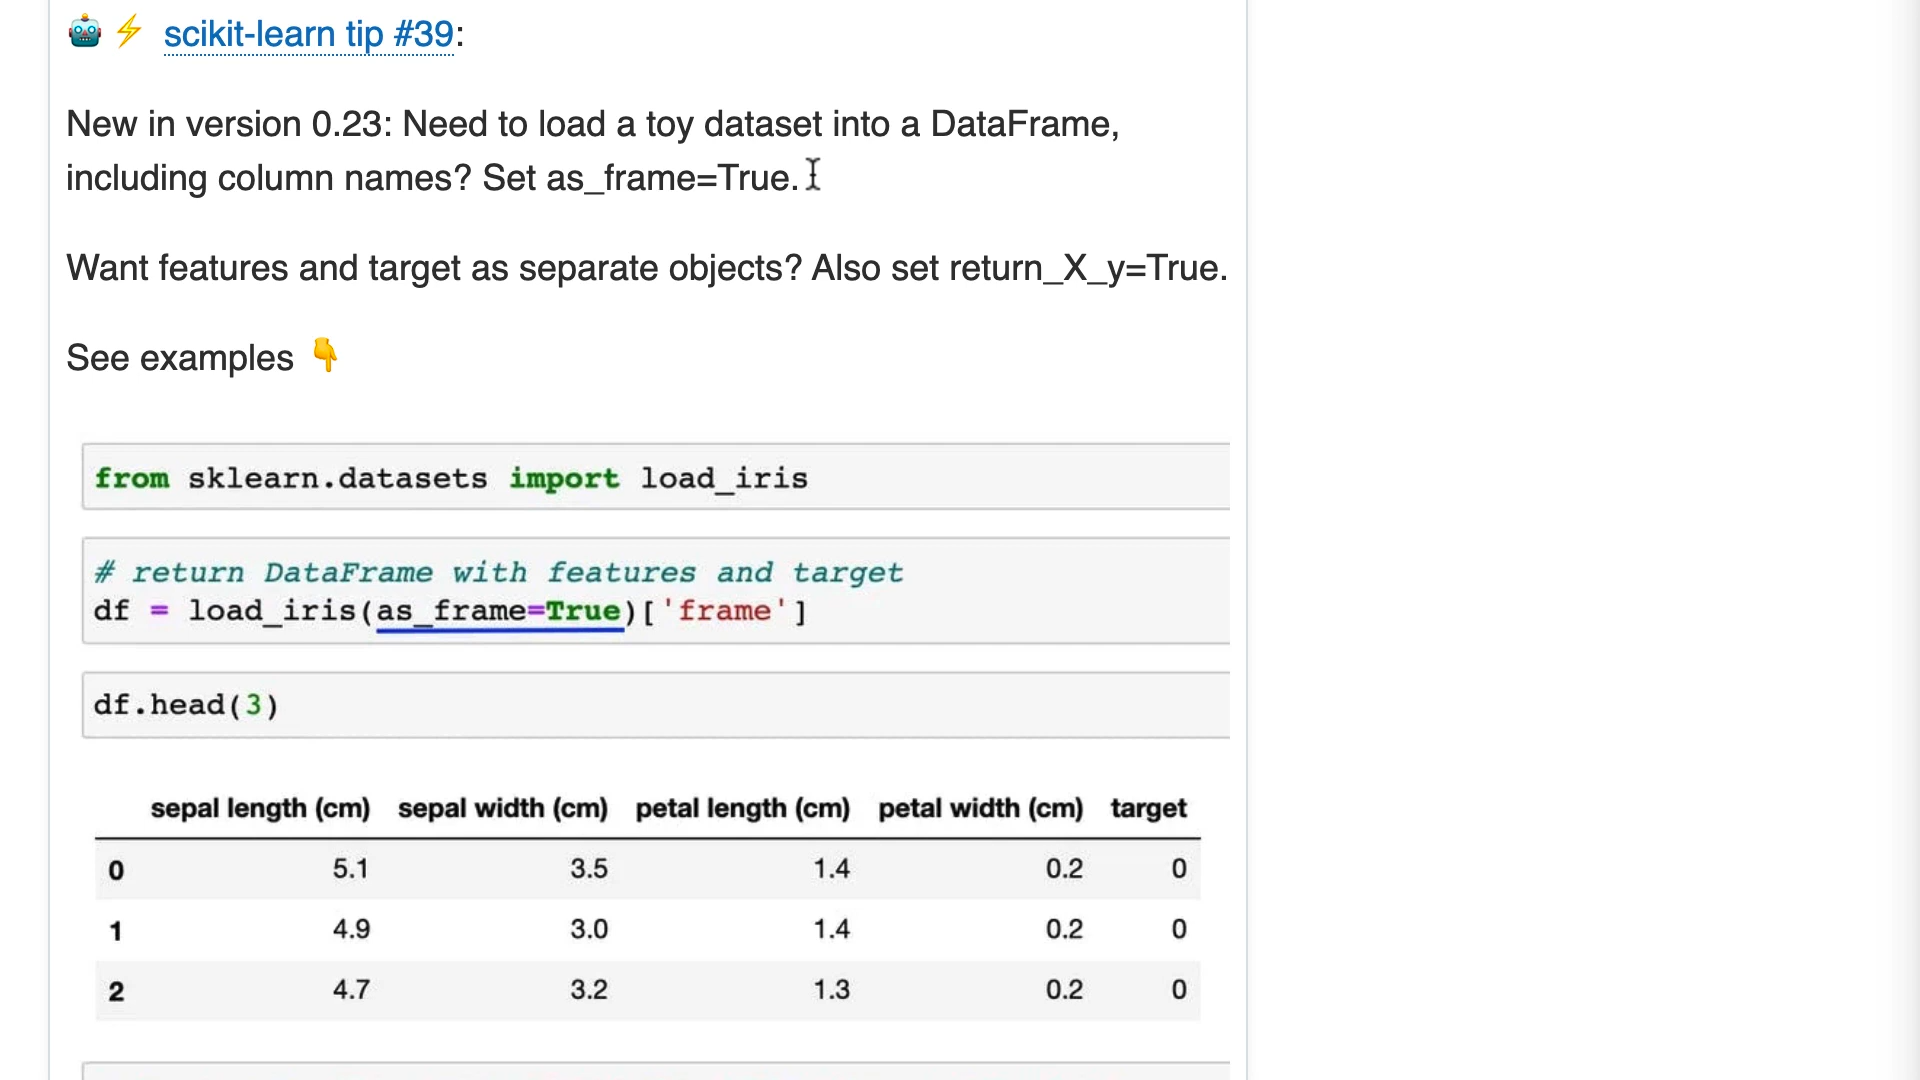 🤖⚡ scikit-learn tip #39:
New in version 0.23: Need to load a toy dataset into a DataFrame,
including column names? Set as_frame=True.
Want features and target as separate objects? Also set return_X_y=True.
See examples 👇
from sklearn.datasets import load_iris
# return DataFrame with features and target
df = load_iris(as_frame=True)['frame']
df.head(3)
sepal length (cm) sepal width (cm) petal length (cm) petal width (cm) target
0 5.1 3.5 1.4 0.2 0
1 4.9 3.0 1.4 0.2 0
2 4.7 3.2 1.3 0.2 0